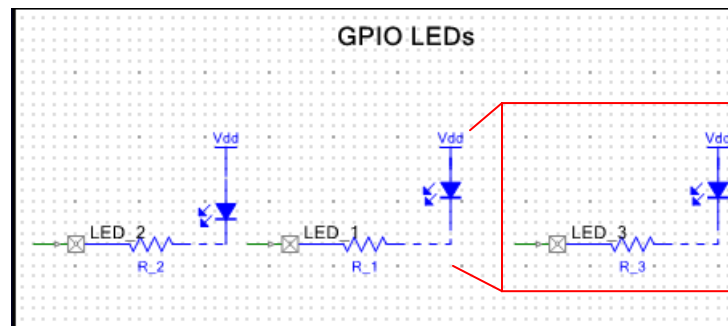 GPIO LEDs
Vdd
Vdd
Vdd
LED_2
LED_1
LED_3
R_2
R_1
R_3